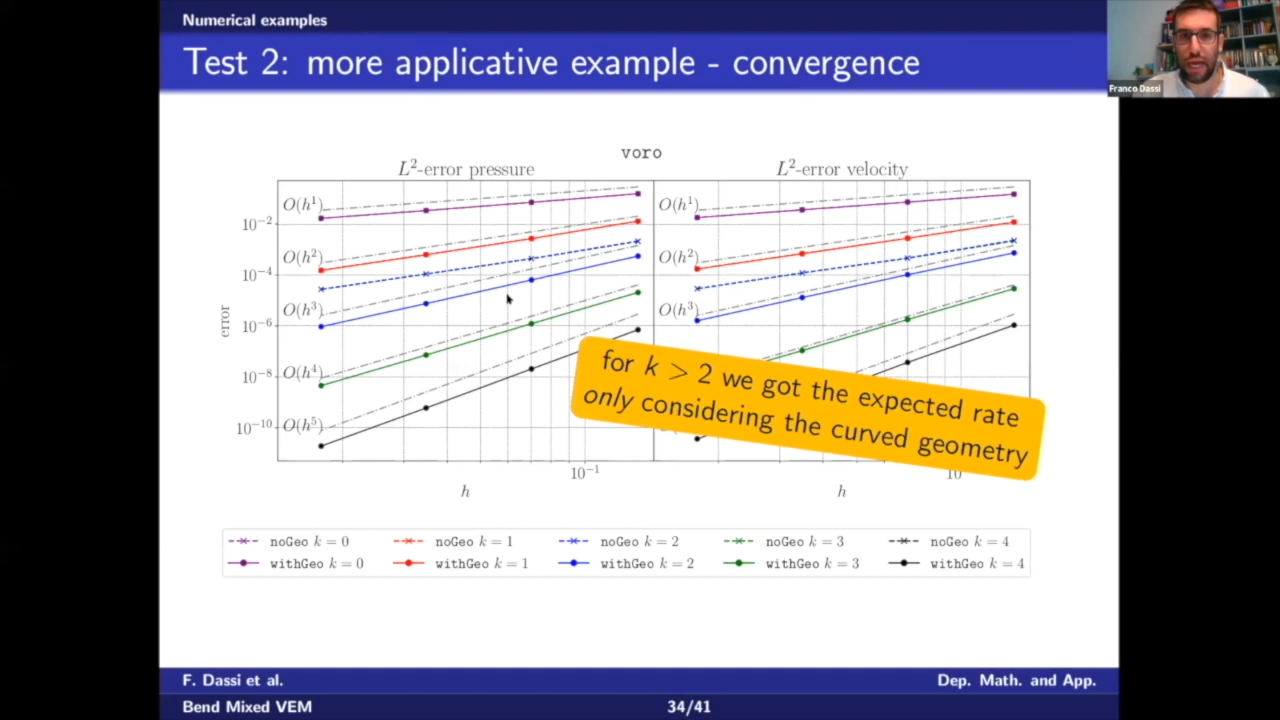 Numerical examples
Test 2: more applicative example - convergence
Franco Dassi
voro
L²-error pressure
L²-error velocity
O(h¹)
O(h²)
O(h³)
O(h⁴)
O(h⁵)
10⁻²
10⁻⁴
10⁻⁶
10⁻⁸
10⁻¹⁰
error
10⁻¹
h
O(h¹)
O(h²)
O(h³)
10
h
for k > 2 we got the expected rate
only considering the curved geometry
noGeo k = 0
noGeo k = 1
noGeo k = 2
noGeo k = 3
noGeo k = 4
withGeo k = 0
withGeo k = 1
withGeo k = 2
withGeo k = 3
withGeo k = 4
F. Dassi et al.
Dep. Math. and App.
Bend Mixed VEM
34/41